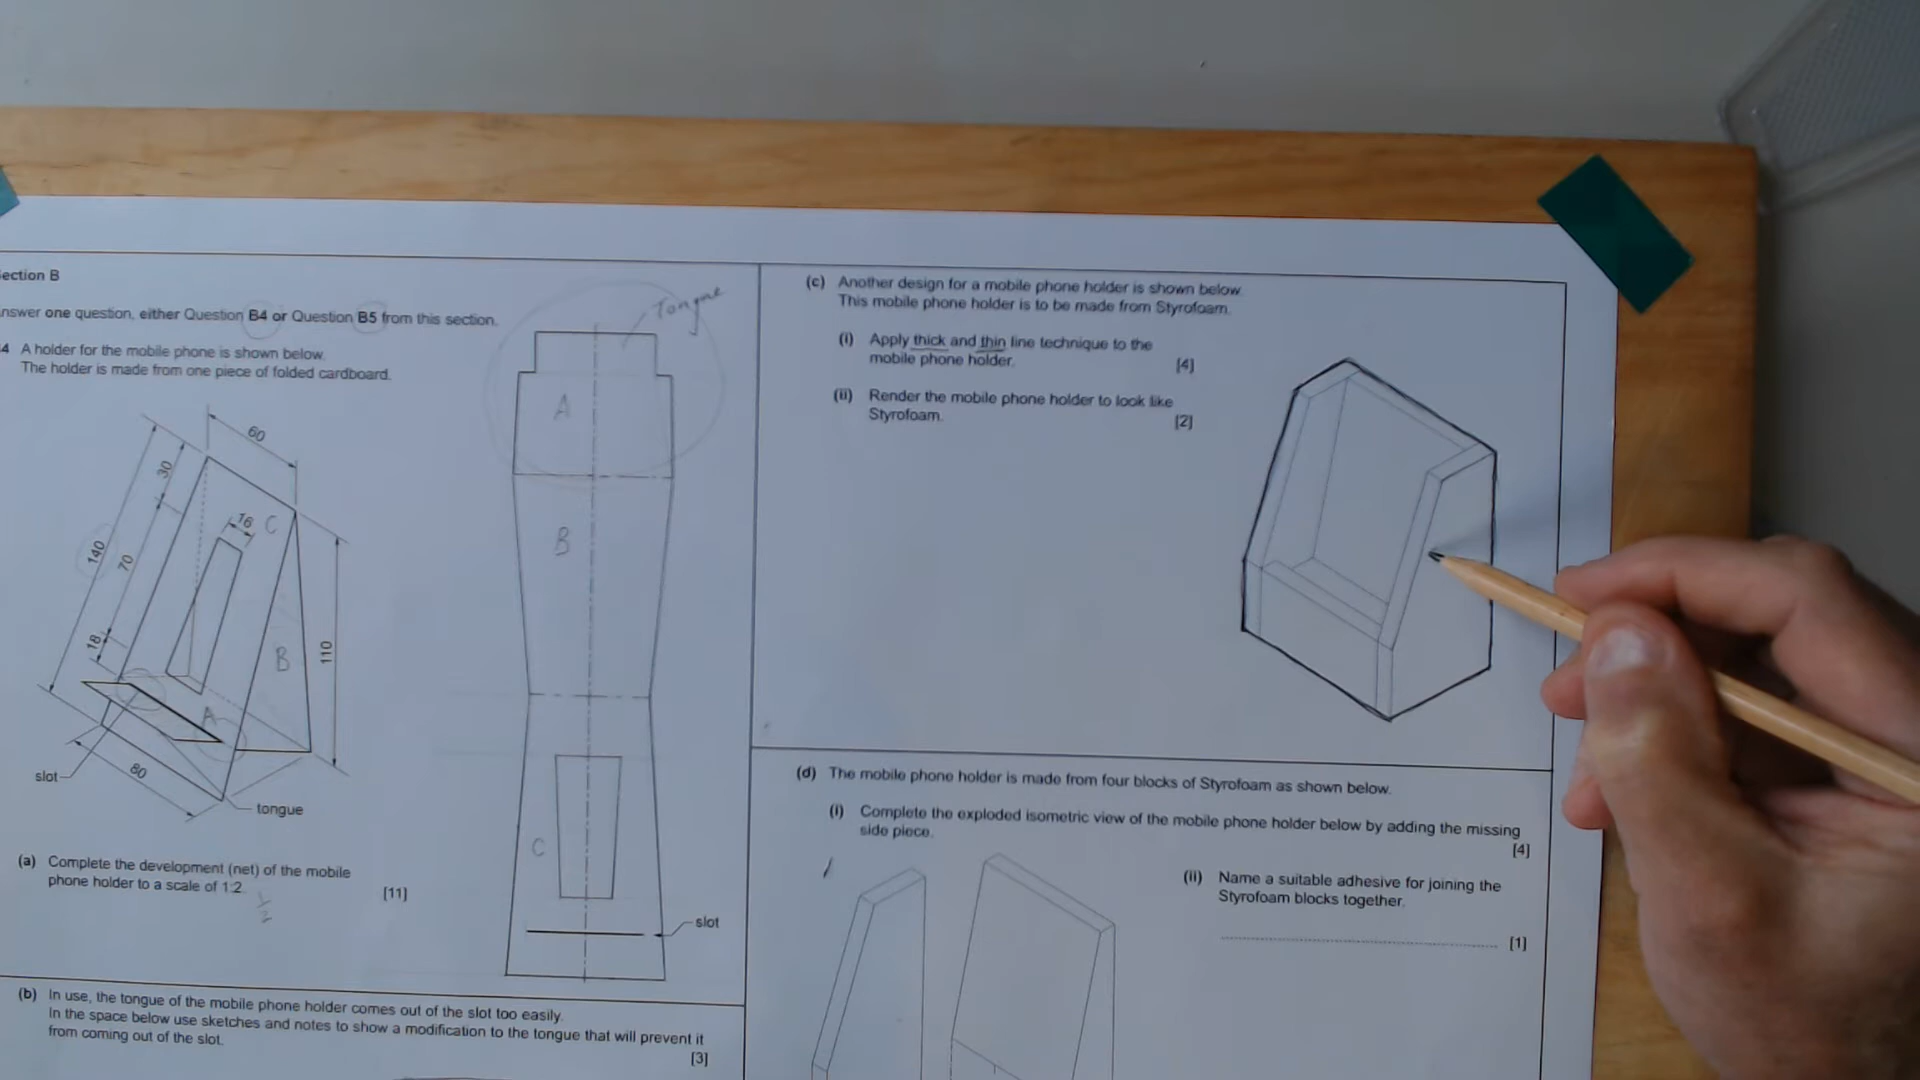 ection B
nswer one question, either Question B4 or Question B5 from this section.
4 A holder for the mobile phone is shown below.
The holder is made from one piece of folded cardboard.
60
30
16
C
140
70
18
B
110
A
80
slot
tongue
(a) Complete the development (net) of the mobile
phone holder to a scale of 1:2.
[11]
1/2
Tongue
A
B
C
slot
(b) In use, the tongue of the mobile phone holder comes out of the slot too easily.
In the space below use sketches and notes to show a modification to the tongue that will prevent it
from coming out of the slot.
[3]
(c) Another design for a mobile phone holder is shown below.
This mobile phone holder is to be made from Styrofoam.
(i) Apply thick and thin line technique to the
mobile phone holder.
[4]
(ii) Render the mobile phone holder to look like
Styrofoam.
[2]
(d) The mobile phone holder is made from four blocks of Styrofoam as shown below.
(i) Complete the exploded isometric view of the mobile phone holder below by adding the missing
side piece.
[4]
(ii) Name a suitable adhesive for joining the
Styrofoam blocks together.
[1]